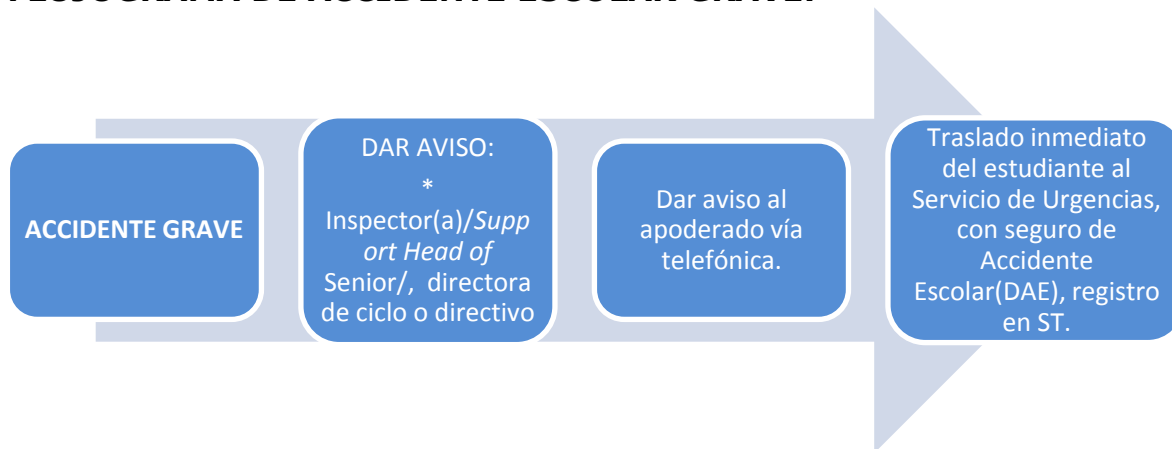 ACCIDENTE GRAVE
DAR AVISO:
*
Inspector(a)/Supp
ort Head of
Senior/, directora
de ciclo o directivo
Dar aviso al
apoderado vía
telefónica.
Traslado inmediato
del estudiante al
Servicio de Urgencias,
con seguro de
Accidente
Escolar(DAE), registro
en ST.